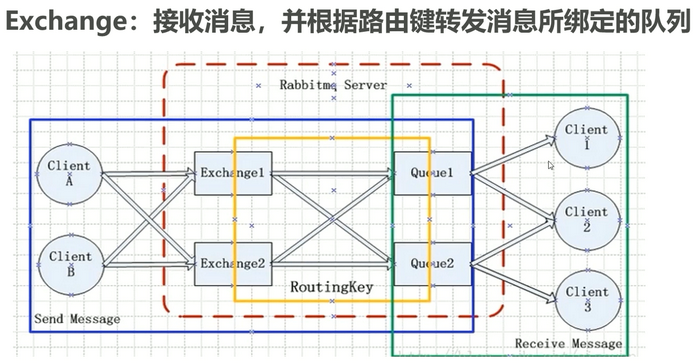 Exchange：接收消息，并根据路由键转发消息所绑定的队列
Rabbitmq Server
Client
A
Client
B
Exchange1
Exchange2
Queue1
Queue2
RoutingKey
Client
1
Client
2
Client
3
Send Message
Receive Message